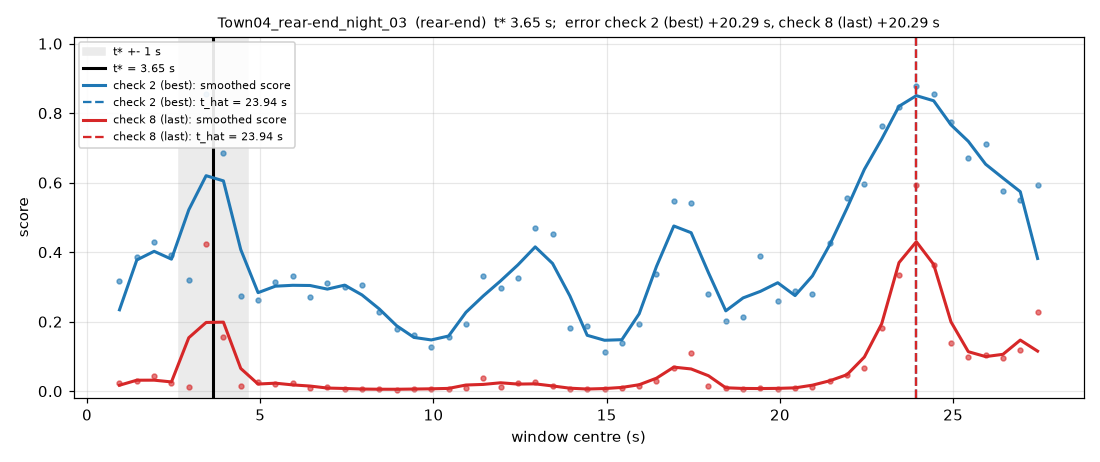 Town04_rear-end_night_03  (rear-end)  t* 3.65 s;  error check 2 (best) +20.29 s, check 8 (last) +20.29 s
t* +- 1 s
t* = 3.65 s
check 2 (best): smoothed score
check 2 (best): t_hat = 23.94 s
check 8 (last): smoothed score
check 8 (last): t_hat = 23.94 s
1.0
0.8
0.6
0.4
0.2
0.0
score
0 5 10 15 20 25
window centre (s)